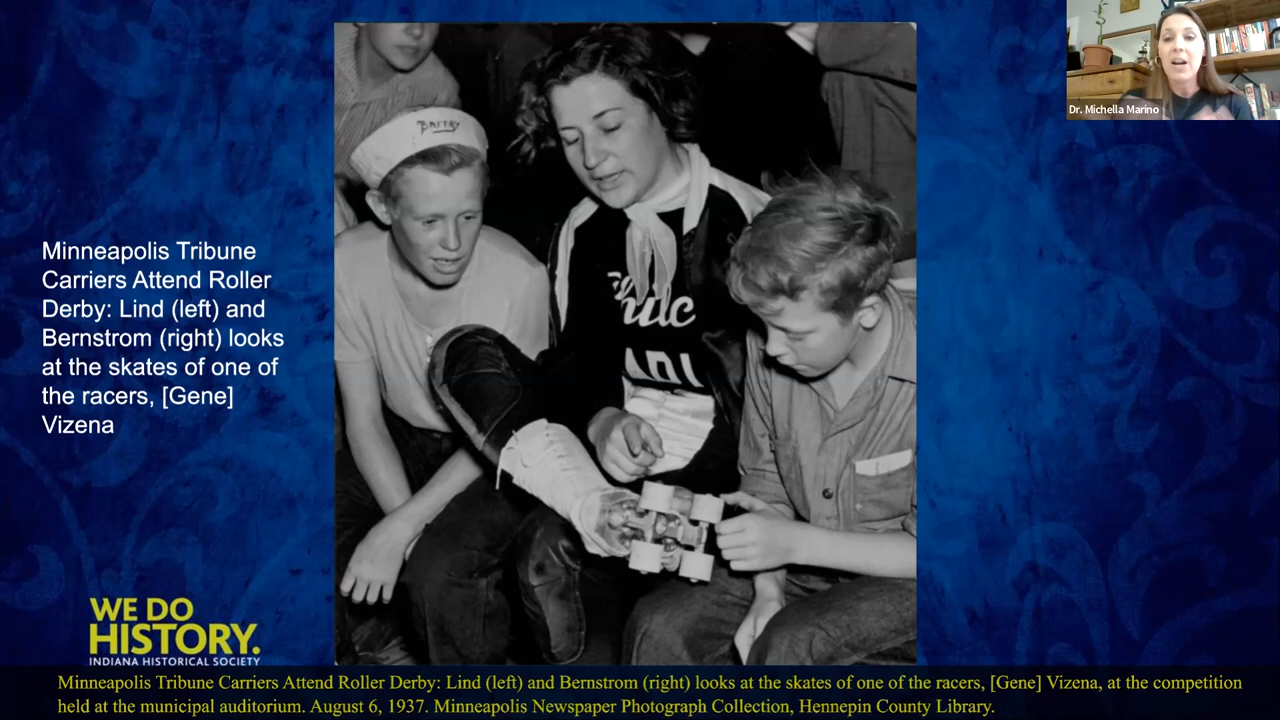 Dr. Michella Marino
Barrey
Minneapolis Tribune
Carriers Attend Roller
Derby: Lind (left) and
Bernstrom (right) looks
at the skates of one of
the racers, [Gene]
Vizena
WE DO
HISTORY.
INDIANA HISTORICAL SOCIETY
Minneapolis Tribune Carriers Attend Roller Derby: Lind (left) and Bernstrom (right) looks at the skates of one of the racers, [Gene] Vizena, at the competition
held at the municipal auditorium. August 6, 1937. Minneapolis Newspaper Photograph Collection, Hennepin County Library.